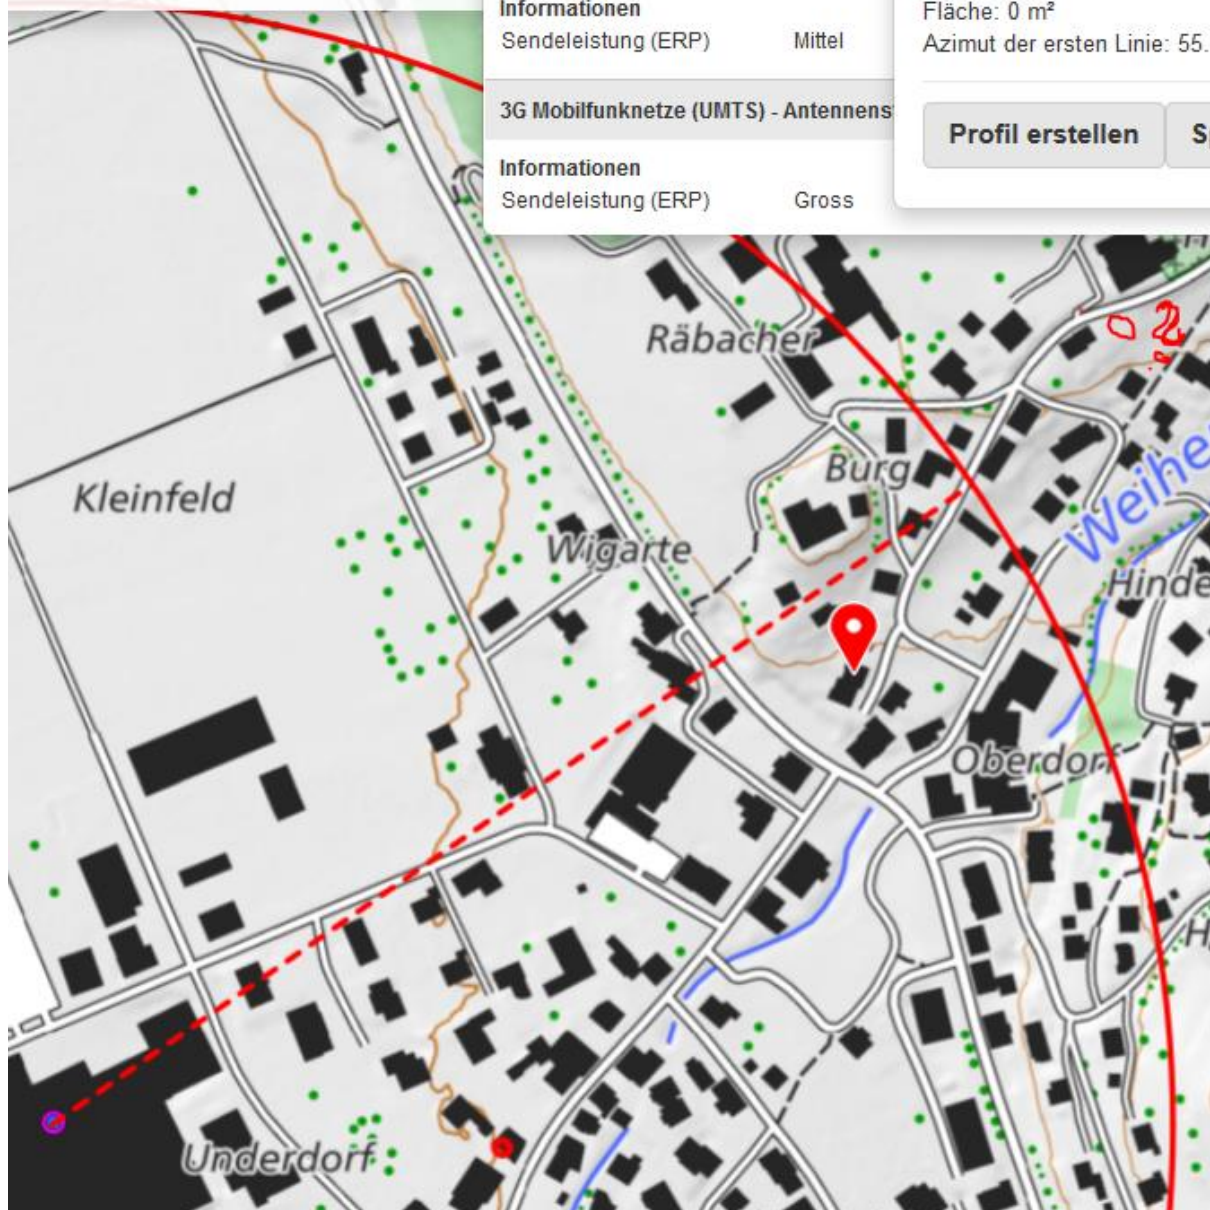 Informationen
Sendeleistung (ERP) Mittel
3G Mobilfunknetze (UMTS) - Antennens
Informationen
Sendeleistung (ERP) Gross
Fläche: 0 m²
Azimut der ersten Linie: 55.
Profil erstellen
Räbacher
Burg
Kleinfeld
Wigarte
Weihe
Hinde
Oberdorf
Underdorf